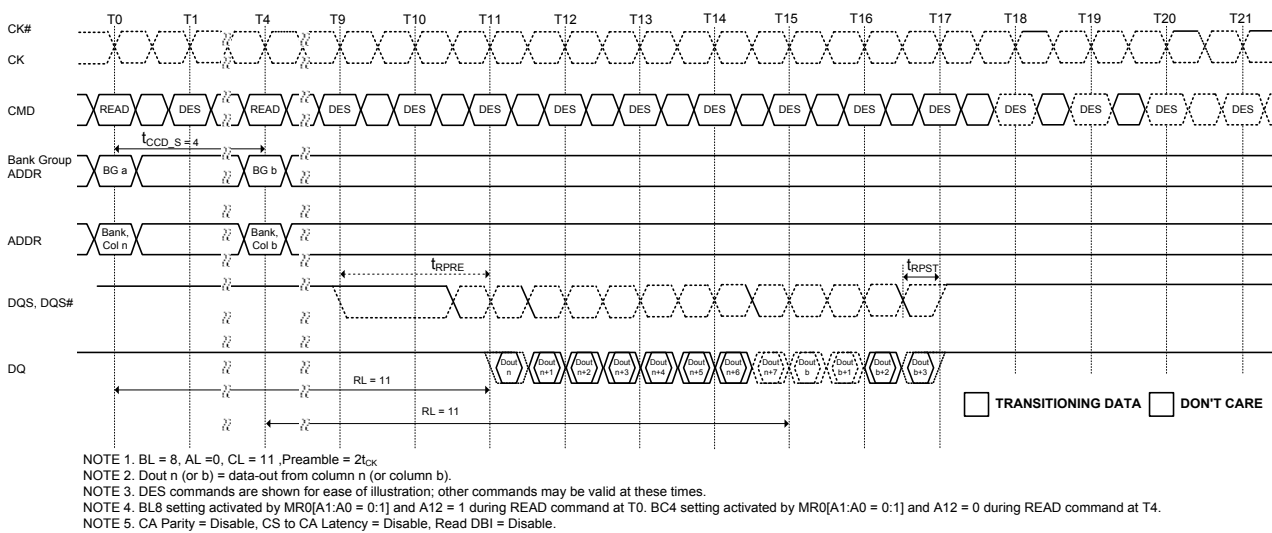 T0 T1 T4 T9 T10 T11 T12 T13 T14 T15 T16 T17 T18 T19 T20 T21
CK#
CK
CMD READ DES READ DES DES DES DES DES DES DES DES DES DES DES DES DES
tCCD_S = 4
Bank Group
ADDR
BG a BG b
ADDR
Bank,
Col n
Bank,
Col b
tRPRE tRPST
DQS, DQS#
DQ
Dout
n
Dout
n+1
Dout
n+2
Dout
n+3
Dout
n+4
Dout
n+5
Dout
n+6
Dout
n+7
Dout
b
Dout
b+1
Dout
b+2
Dout
b+3
RL = 11
RL = 11
TRANSITIONING DATA DON'T CARE
NOTE 1. BL = 8, AL =0, CL = 11 ,Preamble = 2tCK
NOTE 2. Dout n (or b) = data-out from column n (or column b).
NOTE 3. DES commands are shown for ease of illustration; other commands may be valid at these times.
NOTE 4. BL8 setting activated by MR0[A1:A0 = 0:1] and A12 = 1 during READ command at T0. BC4 setting activated by MR0[A1:A0 = 0:1] and A12 = 0 during READ command at T4.
NOTE 5. CA Parity = Disable, CS to CA Latency = Disable, Read DBI = Disable.